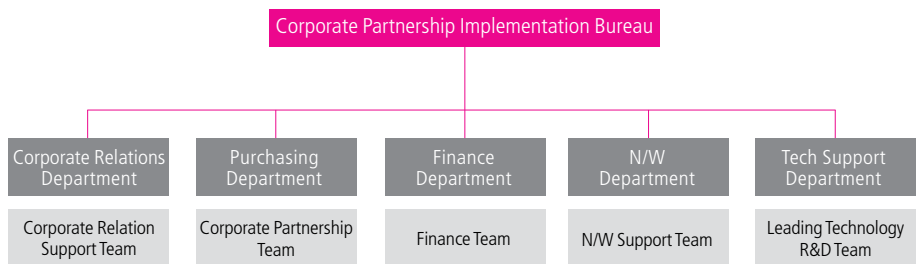 Corporate Partnership Implementation Bureau
Corporate Relations
Department
Purchasing
Department
Finance
Department
N/W
Department
Tech Support
Department
Corporate Relation
Support Team
Corporate Partnership
Team
Finance Team
N/W Support Team
Leading Technology
R&D Team